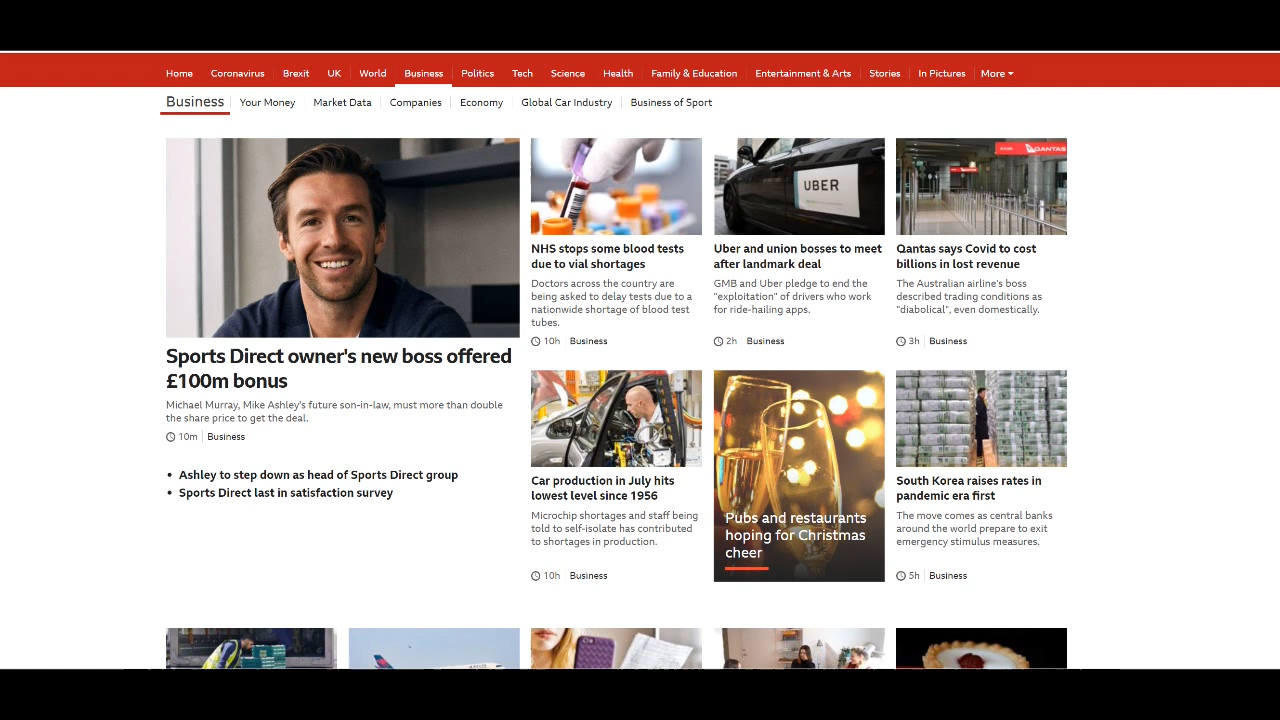 Home Coronavirus Brexit UK World Business Politics Tech Science Health Family & Education Entertainment & Arts Stories In Pictures More
Business Your Money Market Data Companies Economy Global Car Industry Business of Sport
Sports Direct owner's new boss offered
£100m bonus
Michael Murray, Mike Ashley's future son-in-law, must more than double
the share price to get the deal.
10m Business
Ashley to step down as head of Sports Direct group
Sports Direct last in satisfaction survey
NHS stops some blood tests
due to vial shortages
Doctors across the country are
being asked to delay tests due to a
nationwide shortage of blood test
tubes.
10h Business
UBER
Uber and union bosses to meet
after landmark deal
GMB and Uber pledge to end the
"exploitation" of drivers who work
for ride-hailing apps.
2h Business
QANTAS
Qantas says Covid to cost
billions in lost revenue
The Australian airline's boss
described trading conditions as
"diabolical", even domestically.
3h Business
Car production in July hits
lowest level since 1956
Microchip shortages and staff being
told to self-isolate has contributed
to shortages in production.
10h Business
Pubs and restaurants
hoping for Christmas
cheer
South Korea raises rates in
pandemic era first
The move comes as central banks
around the world prepare to exit
emergency stimulus measures.
5h Business